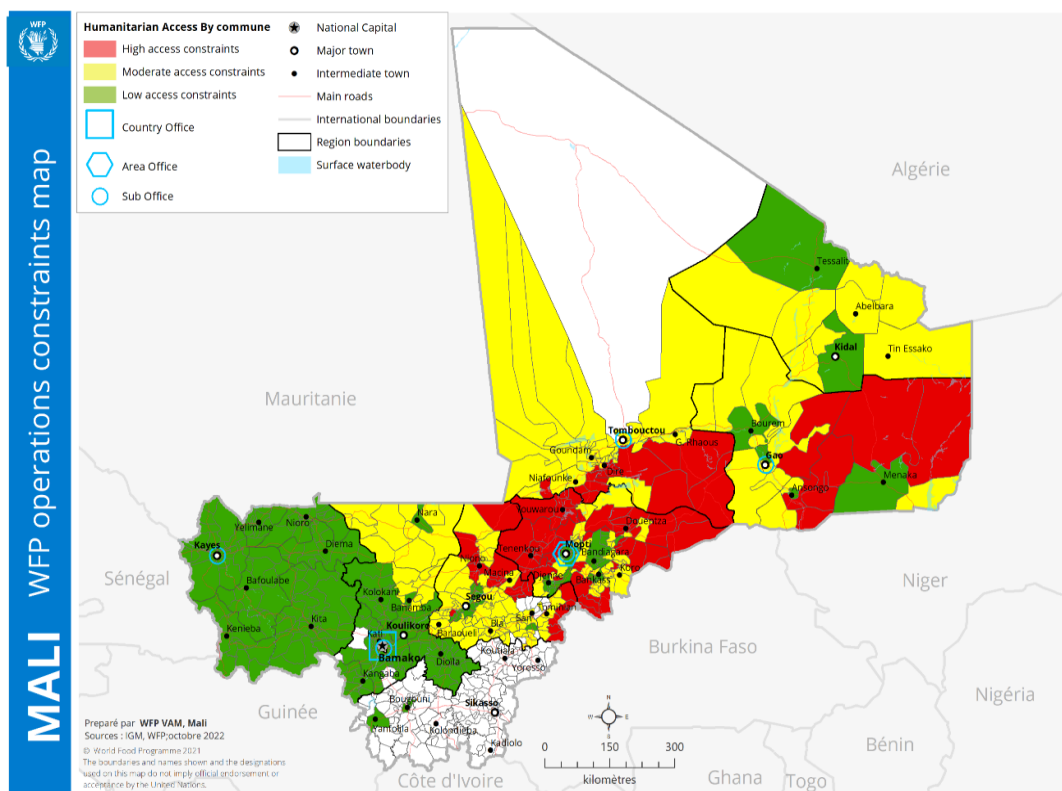 WFP
MALI WFP operations constraints map
Humanitarian Access By commune
High access constraints
Moderate access constraints
Low access constraints
Country Office
Area Office
Sub Office
National Capital
Major town
Intermediate town
Main roads
International boundaries
Region boundaries
Surface waterbody
Algérie
Tessalit
Abelbara
Kidal
Tin Essako
Mauritanie
Tombouctou
G. Rhaous
Bourem
Goundam
Dire
Gao
Niafounke
Menaka
Ansongo
Youwarou
Nara
Douentza
Nioro
Yelimane
Kayes
Diema
Mopti
Tenenkou
Bandiagara
Niono
Macina
Djenne
Bankass
Koro
Sénégal
Bafoulape
Niger
Kolokani
Banamba
Segou
San
Tominian
Kita
Kenieba
Koulikoro
Kati
Baraoueli
Bla
Bamako
Dioila
Koutiala
Yorosso
Burkina Faso
Kangaba
Bougouni
Sikasso
Nigéria
Guinée
Yanfolila
Kolondieba
Kadiolo
N
W
E
S
Bénin
0 150 300
kilomètres
Côte d'Ivoire
Ghana
Togo
Preparé par WFP VAM, Mali
Sources : IGM, WFP;octobre 2022
© World Food Programme 2021
The boundaries and names shown and the designations
used on this map do not imply official endorsement or
acceptance by the United Nations.